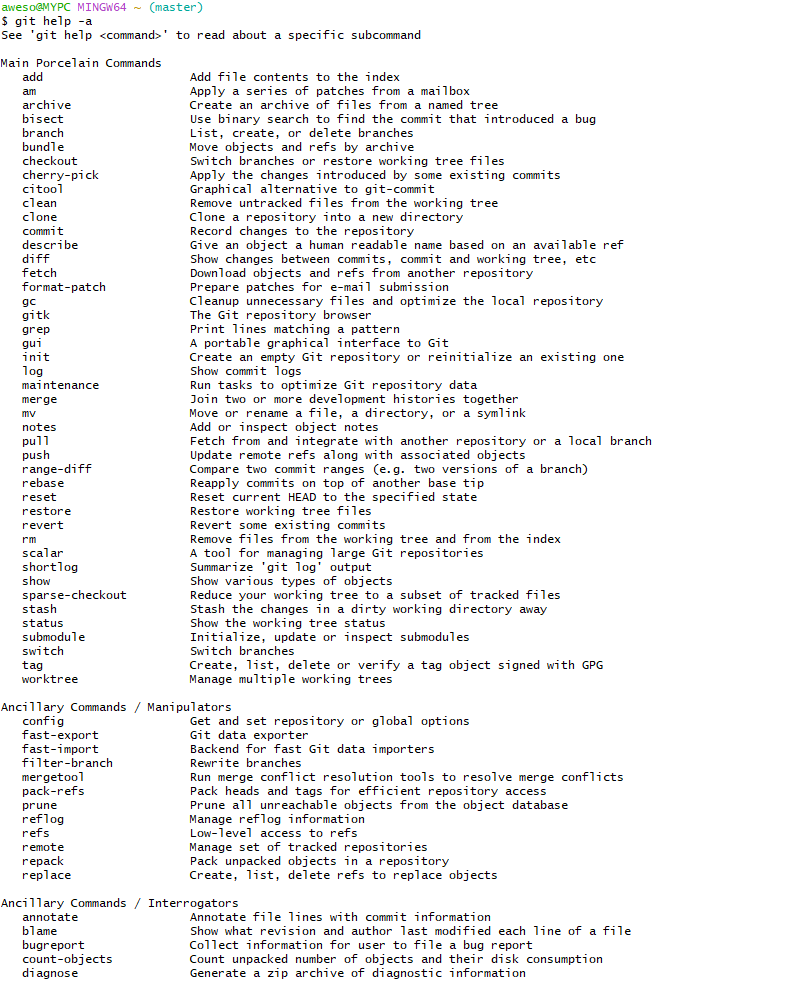 aweso@MYPC MINGW64 ~ (master)
$ git help -a
See 'git help <command>' to read about a specific subcommand

Main Porcelain Commands
   add                     Add file contents to the index
   am                      Apply a series of patches from a mailbox
   archive                 Create an archive of files from a named tree
   bisect                  Use binary search to find the commit that introduced a bug
   branch                  List, create, or delete branches
   bundle                  Move objects and refs by archive
   checkout                Switch branches or restore working tree files
   cherry-pick             Apply the changes introduced by some existing commits
   citool                  Graphical alternative to git-commit
   clean                   Remove untracked files from the working tree
   clone                   Clone a repository into a new directory
   commit                  Record changes to the repository
   describe                Give an object a human readable name based on an available ref
   diff                    Show changes between commits, commit and working tree, etc
   fetch                   Download objects and refs from another repository
   format-patch            Prepare patches for e-mail submission
   gc                      Cleanup unnecessary files and optimize the local repository
   gitk                    The Git repository browser
   grep                    Print lines matching a pattern
   gui                     A portable graphical interface to Git
   init                    Create an empty Git repository or reinitialize an existing one
   log                     Show commit logs
   maintenance             Run tasks to optimize Git repository data
   merge                   Join two or more development histories together
   mv                      Move or rename a file, a directory, or a symlink
   notes                   Add or inspect object notes
   pull                    Fetch from and integrate with another repository or a local branch
   push                    Update remote refs along with associated objects
   range-diff              Compare two commit ranges (e.g. two versions of a branch)
   rebase                  Reapply commits on top of another base tip
   reset                   Reset current HEAD to the specified state
   restore                 Restore working tree files
   revert                  Revert some existing commits
   rm                      Remove files from the working tree and from the index
   scalar                  A tool for managing large Git repositories
   shortlog                Summarize 'git log' output
   show                    Show various types of objects
   sparse-checkout         Reduce your working tree to a subset of tracked files
   stash                   Stash the changes in a dirty working directory away
   status                  Show the working tree status
   submodule               Initialize, update or inspect submodules
   switch                  Switch branches
   tag                     Create, list, delete or verify a tag object signed with GPG
   worktree                Manage multiple working trees

Ancillary Commands / Manipulators
   config                  Get and set repository or global options
   fast-export             Git data exporter
   fast-import             Backend for fast Git data importers
   filter-branch           Rewrite branches
   mergetool               Run merge conflict resolution tools to resolve merge conflicts
   pack-refs               Pack heads and tags for efficient repository access
   prune                   Prune all unreachable objects from the object database
   reflog                  Manage reflog information
   refs                    Low-level access to refs
   remote                  Manage set of tracked repositories
   repack                  Pack unpacked objects in a repository
   replace                 Create, list, delete refs to replace objects

Ancillary Commands / Interrogators
   annotate                Annotate file lines with commit information
   blame                   Show what revision and author last modified each line of a file
   bugreport               Collect information for user to file a bug report
   count-objects           Count unpacked number of objects and their disk consumption
   diagnose                Generate a zip archive of diagnostic information